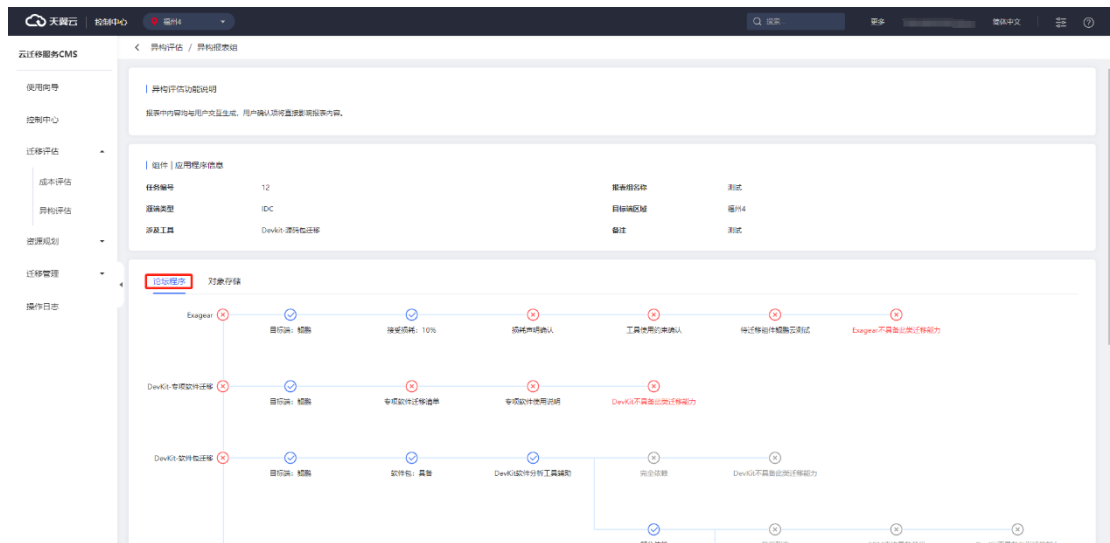 天翼云 | 控制中心 福州4 搜索... 更多 简体中文
云迁移服务CMS
异构评估 / 异构报表组
使用向导
控制中心
迁移评估
成本评估
异构评估
资源规划
迁移管理
操作日志
异构评估功能说明
报表中内容均与用户交互生成，用户确认项将直接影响报表内容。
组件 | 应用程序信息
任务编号 12 报表组名称 测试
源端类型 IDC 目标端区域 福州4
涉及工具 Devkit-源码包迁移 备注 测试
论坛程序 对象存储
Exagear
目标端：鲲鹏 接受损耗：10% 损耗声明确认 工具使用约束确认 待迁移组件鲲鹏云测试 Exagear不具备此类迁移能力
DevKit-专项软件迁移
目标端：鲲鹏 专项软件迁移清单 专项软件使用说明 DevKit不具备此类迁移能力
DevKit-软件包迁移
目标端：鲲鹏 软件包：具备 DevKit软件分析工具辅助 完全依赖 DevKit不具备此类迁移能力